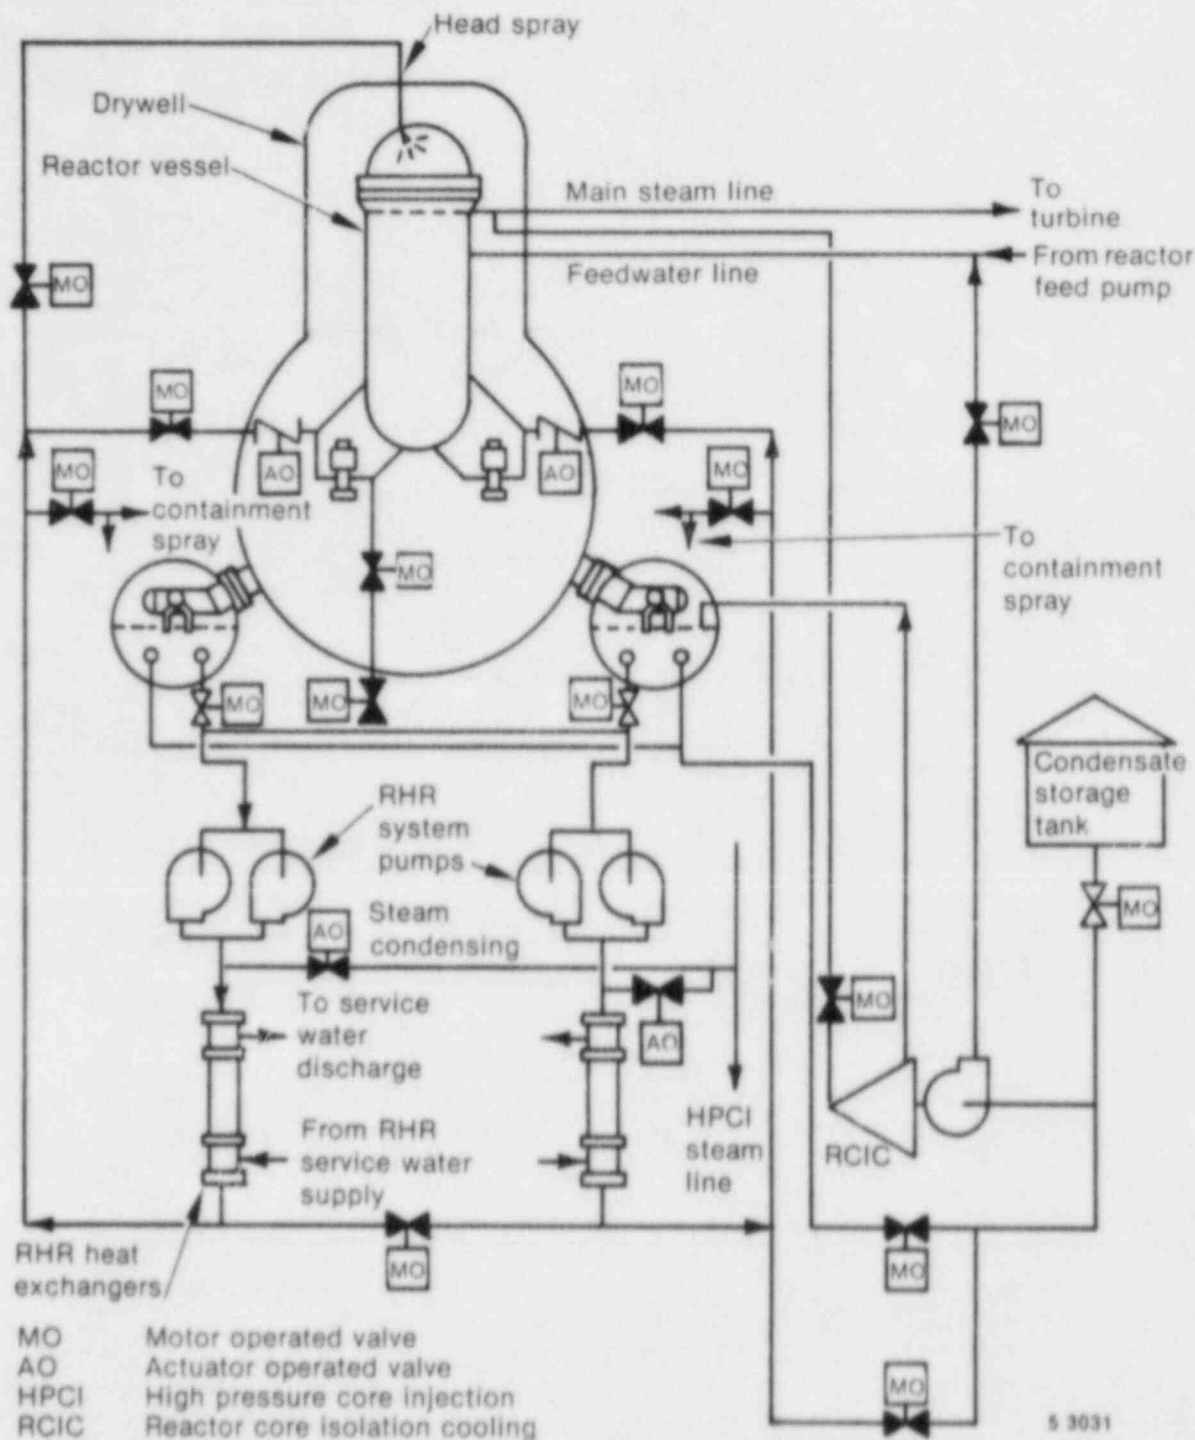 Head spray
Drywell
Reactor vessel
Main steam line
To
turbine
From reactor
feed pump
Feedwater line
MO
MO
MO
MO
AO
AO
MO
To
containment
spray
MO
To
containment
spray
MO
MO
MO
MO
Condensate
storage
tank
RHR
system
pumps
MO
Steam
condensing
AO
To service
water
discharge
AO
MO
HPCI
steam
line
RCIC
From RHR
service water
supply
MO
MO
RHR heat
exchangers
MO Motor operated valve
AO Actuator operated valve
HPCI High pressure core injection
RCIC Reactor core isolation cooling
MO
5 3031